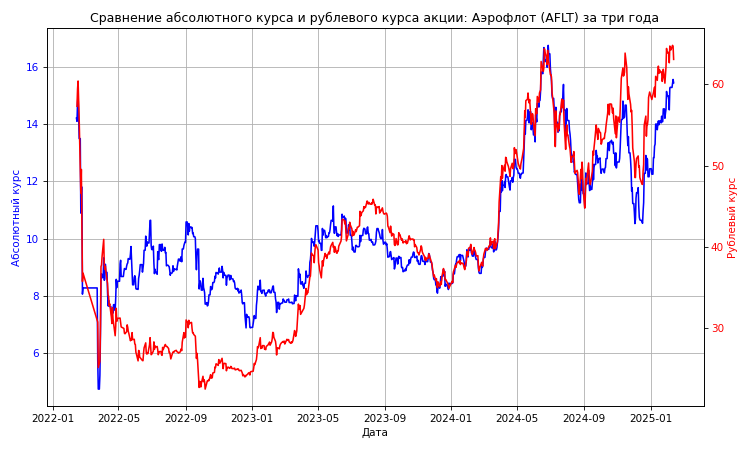 Сравнение абсолютного курса и рублевого курса акции: Аэрофлот (AFLT) за три года
16
14
12
10
8
6
Абсолютный курс
60
50
40
30
Рублевый курс
2022-01 2022-05 2022-09 2023-01 2023-05 2023-09 2024-01 2024-05 2024-09 2025-01
Дата